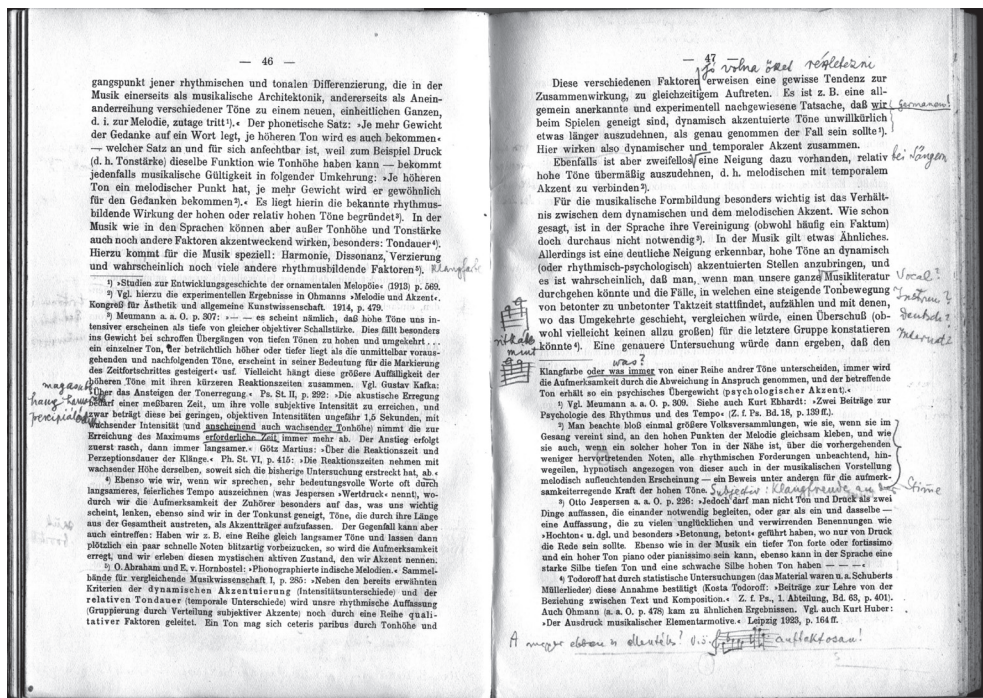 — 46 —
gangspunkt jener rhythmischen und tonalen Differenzierung, die in der
Musik einerseits als musikalische Architektonik, andererseits als Anein-
anderreihung verschiedener Töne zu einem neuen, einheitlichen Ganzen,
d. i. zur Melodie, zutage tritt¹).« Der phonetische Satz: »Je mehr Gewicht
der Gedanke auf ein Wort legt, je höheren Ton wird es auch bekommen«
— welcher Satz an und für sich anfechtbar ist, weil zum Beispiel Druck
(d. h. Tonstärke) dieselbe Funktion wie Tonhöhe haben kann — bekommt
jedenfalls musikalische Gültigkeit in folgender Umkehrung: »Je höheren
Ton ein melodischer Punkt hat, je mehr Gewicht wird er gewöhnlich
für den Gedanken bekommen²).« Es liegt hierin die bekannte rhythmus-
bildende Wirkung der hohen oder relativ hohen Töne begründet³). In der
Musik wie in den Sprachen können aber außer Tonhöhe und Tonstärke
auch noch andere Faktoren akzentweckend wirken, besonders: Tondauer⁴).
Hierzu kommt für die Musik speziell: Harmonie, Dissonanz, Verzierung
und wahrscheinlich noch viele andere rhythmusbildende Faktoren⁵). Klangfarbe
¹) »Studien zur Entwicklungsgeschichte der ornamentalen Melopöie« (1913) p. 569.
²) Vgl. hierzu die experimentellen Ergebnisse in Ohmanns »Melodie und Akzent«.
Kongreß für Ästhetik und allgemeine Kunstwissenschaft. 1914, p. 479.
³) Meumann a. a. O. p. 307: »— — es scheint nämlich, daß hohe Töne uns in-
tensiver erscheinen als tiefe von gleicher objektiver Schallstärke. Dies fällt besonders
ins Gewicht bei schroffen Übergängen von tiefen Tönen zu hohen und umgekehrt . . .
ein einzelner Ton, der beträchtlich höher oder tiefer liegt als die unmittelbar voraus-
gehenden und nachfolgenden Töne, erscheint in seiner Bedeutung für die Markierung
des Zeitfortschrittes gesteigert« usf. Vielleicht hängt diese größere Auffälligkeit der
höheren Töne mit ihren kürzeren Reaktionszeiten zusammen. Vgl. Gustav Kafka:
»Über das Ansteigen der Tonerregung« Ps. St. II, p. 292: »Die akustische Erregung
bedarf einer meßbaren Zeit, um ihre volle subjektive Intensität zu erreichen, und
zwar beträgt diese bei geringen, objektiven Intensitäten ungefähr 1,5 Sekunden, mit
wachsender Intensität (und anscheinend auch wachsender Tonhöhe) nimmt die zur
Erreichung des Maximums erforderliche Zeit immer mehr ab. Der Anstieg erfolgt
zuerst rasch, dann immer langsamer.« Götz Martius: »Über die Reaktionszeit und
Perzeptionsdauer der Klänge.« Ph. St. VI, p. 415: »Die Reaktionszeiten nehmen mit
wachsender Höhe derselben, soweit sich die bisherige Untersuchung erstreckt hat, ab.«
⁴) Ebenso wie wir, wenn wir sprechen, sehr bedeutungsvolle Worte oft durch
langsameres, feierliches Tempo auszeichnen (was Jespersen »Wertdruck« nennt), wo-
durch wir die Aufmerksamkeit der Zuhörer besonders auf das, was uns wichtig
scheint, lenken, ebenso sind wir in der Tonkunst geneigt, Töne, die durch ihre Länge
aus der Gesamtheit austreten, als Akzentträger aufzufassen. Der Gegenfall kann aber
auch eintreffen: Haben wir z. B. eine Reihe gleich langsamer Töne und lassen dann
plötzlich ein paar schnelle Noten blitzartig vorbeizucken, so wird die Aufmerksamkeit
erregt, und wir erleben diesen mystischen aktiven Zustand, den wir Akzent nennen.
⁵) O. Abraham und E. v. Hornbostel: »Phonographierte indische Melodien.« Sammel-
bände für vergleichende Musikwissenschaft I, p. 285: »Neben den bereits erwähnten
Kriterien der dynamischen Akzentuierung (Intensitätsunterschiede) und der
relativen Tondauer (temporale Unterschiede) wird unsre rhythmische Auffassung
(Gruppierung durch Verteilung subjektiver Akzente) noch durch eine Reihe quali-
tativer Faktoren geleitet. Ein Ton mag sich ceteris paribus durch Tonhöhe und
— 47 —
jó volna őket részletezni
Diese verschiedenen Faktoren erweisen eine gewisse Tendenz zur
Zusammenwirkung, zu gleichzeitigem Auftreten. Es ist z. B. eine all-
gemein anerkannte und experimentell nachgewiesene Tatsache, daß wir
beim Spielen geneigt sind, dynamisch akzentuierte Töne unwillkürlich
etwas länger auszudehnen, als genau genommen der Fall sein sollte¹).
Hier wirken also dynamischer und temporaler Akzent zusammen.
Ebenfalls ist aber zweifellos eine Neigung dazu vorhanden, relativ
hohe Töne übermäßig auszudehnen, d. h. melodischen mit temporalem
Akzent zu verbinden²).
Für die musikalische Formbildung besonders wichtig ist das Verhält-
nis zwischen dem dynamischen und dem melodischen Akzent. Wie schon
gesagt, ist in der Sprache ihre Vereinigung (obwohl häufig ein Faktum)
doch durchaus nicht notwendig³). In der Musik gilt etwas Ähnliches.
Allerdings ist eine deutliche Neigung erkennbar, hohe Töne an dynamisch
(oder rhythmisch-psychologisch) akzentuierten Stellen anzubringen, und
es ist wahrscheinlich, daß man, wenn man unsere ganze Musikliteratur
durchgehen könnte und die Fälle, in welchen eine steigende Tonbewegung
von betonter zu unbetonter Taktzeit stattfindet, aufzählen und mit denen,
wo das Umgekehrte geschieht, vergleichen würde, einen Überschuß (ob-
wohl vielleicht keinen allzu großen) für die letztere Gruppe konstatieren
könnte⁴). Eine genauere Untersuchung würde dann ergeben, daß den
bei Sängern
Vocal?
Instrum?
Deutsche?
was?
Klangfarbe oder was immer von einer Reihe andrer Töne unterscheiden, immer wird
die Aufmerksamkeit durch die Abweichung in Anspruch genommen, und der betreffende
Ton erhält so ein psychisches Übergewicht (psychologischer Akzent).«
¹) Vgl. Meumann a. a. O. p. 309. Siehe auch Kurt Ebhardt: »Zwei Beiträge zur
Psychologie des Rhythmus und des Tempo« (Z. f. Ps. Bd. 18, p. 139 ff.).
²) Man beachte bloß einmal größere Volksversammlungen, wie sie, wenn sie im
Gesang vereint sind, an den hohen Punkten der Melodie gleichsam kleben, und wie
sie auch, wenn ein solcher hoher Ton in der Nähe ist, über die vorhergehenden
weniger hervortretenden Noten, alle rhythmischen Forderungen unbeachtend, hin-
wegeilen, hypnotisch angezogen von dieser auch in der musikalischen Vorstellung
melodisch aufleuchtenden Erscheinung — ein Beweis unter anderen für die aufmerk-
samkeiterregende Kraft der hohen Töne. Subjectiv: Klangfreude an
³) Otto Jespersen a. a. O. p. 226: »Jedoch darf man nicht Ton und Druck als zwei
Dinge auffassen, die einander notwendig begleiten, oder gar als ein und dasselbe —
eine Auffassung, die zu vielen unglücklichen und verwirrenden Benennungen wie
»Hochton« u. dgl. und besonders »Betonung, betont« geführt haben, wo nur von Druck
die Rede sein sollte. Ebenso wie in der Musik ein tiefer Ton forte oder fortissimo
und ein hoher Ton piano oder pianissimo sein kann, ebenso kann in der Sprache eine
starke Silbe tiefen Ton und eine schwache Silbe hohen Ton haben — — — —«
⁴) Todoroff hat durch statistische Untersuchungen (das Material waren u. a. Schuberts
Müllerlieder) diese Annahme bestätigt (Kosta Todoroff: »Beiträge zur Lehre von der
Beziehung zwischen Text und Komposition.« Z. f. Ps., 1. Abteilung, Bd. 63, p. 401).
Auch Ohmann (a. a. O. p. 478) kam zu ähnlichen Ergebnissen. Vgl. auch Kurt Huber:
»Der Ausdruck musikalischer Elementarmotive.« Leipzig 1923, p. 164 ff.